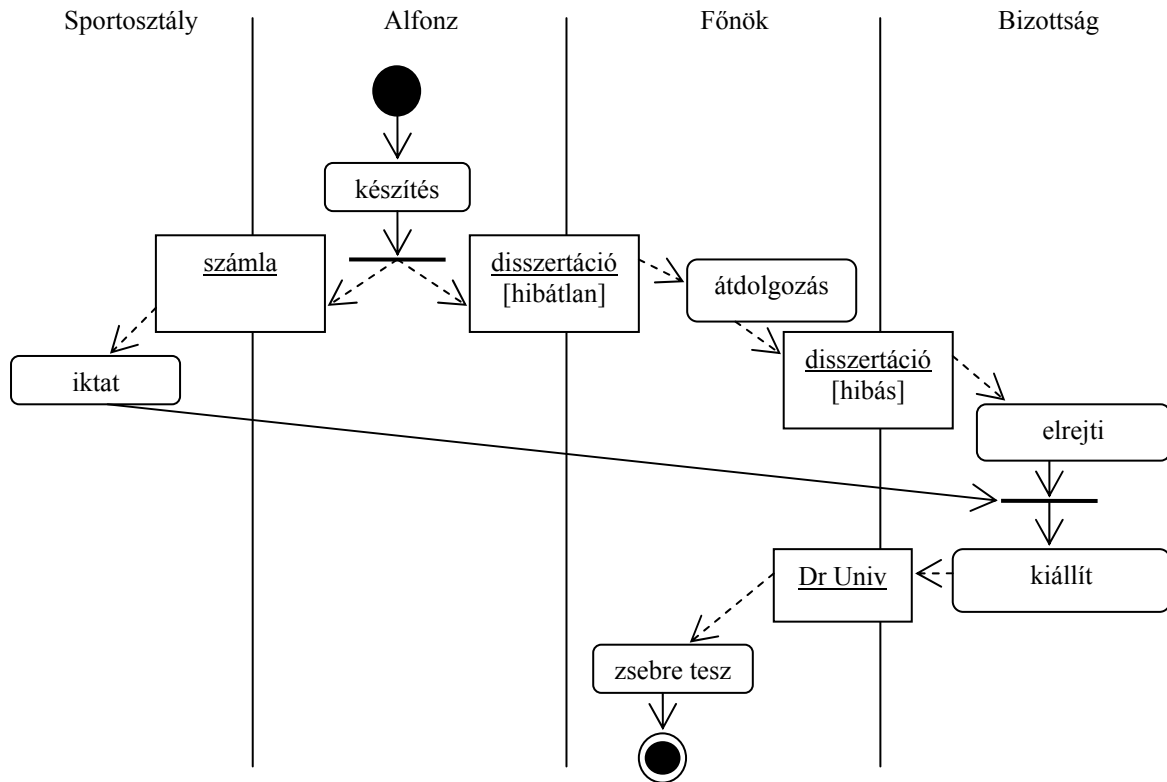 Sportosztály
Alfonz
Főnök
Bizottság
készítés
számla
disszertáció
[hibátlan]
átdolgozás
iktat
disszertáció
[hibás]
elrejti
Dr Univ
kiállít
zsebre tesz